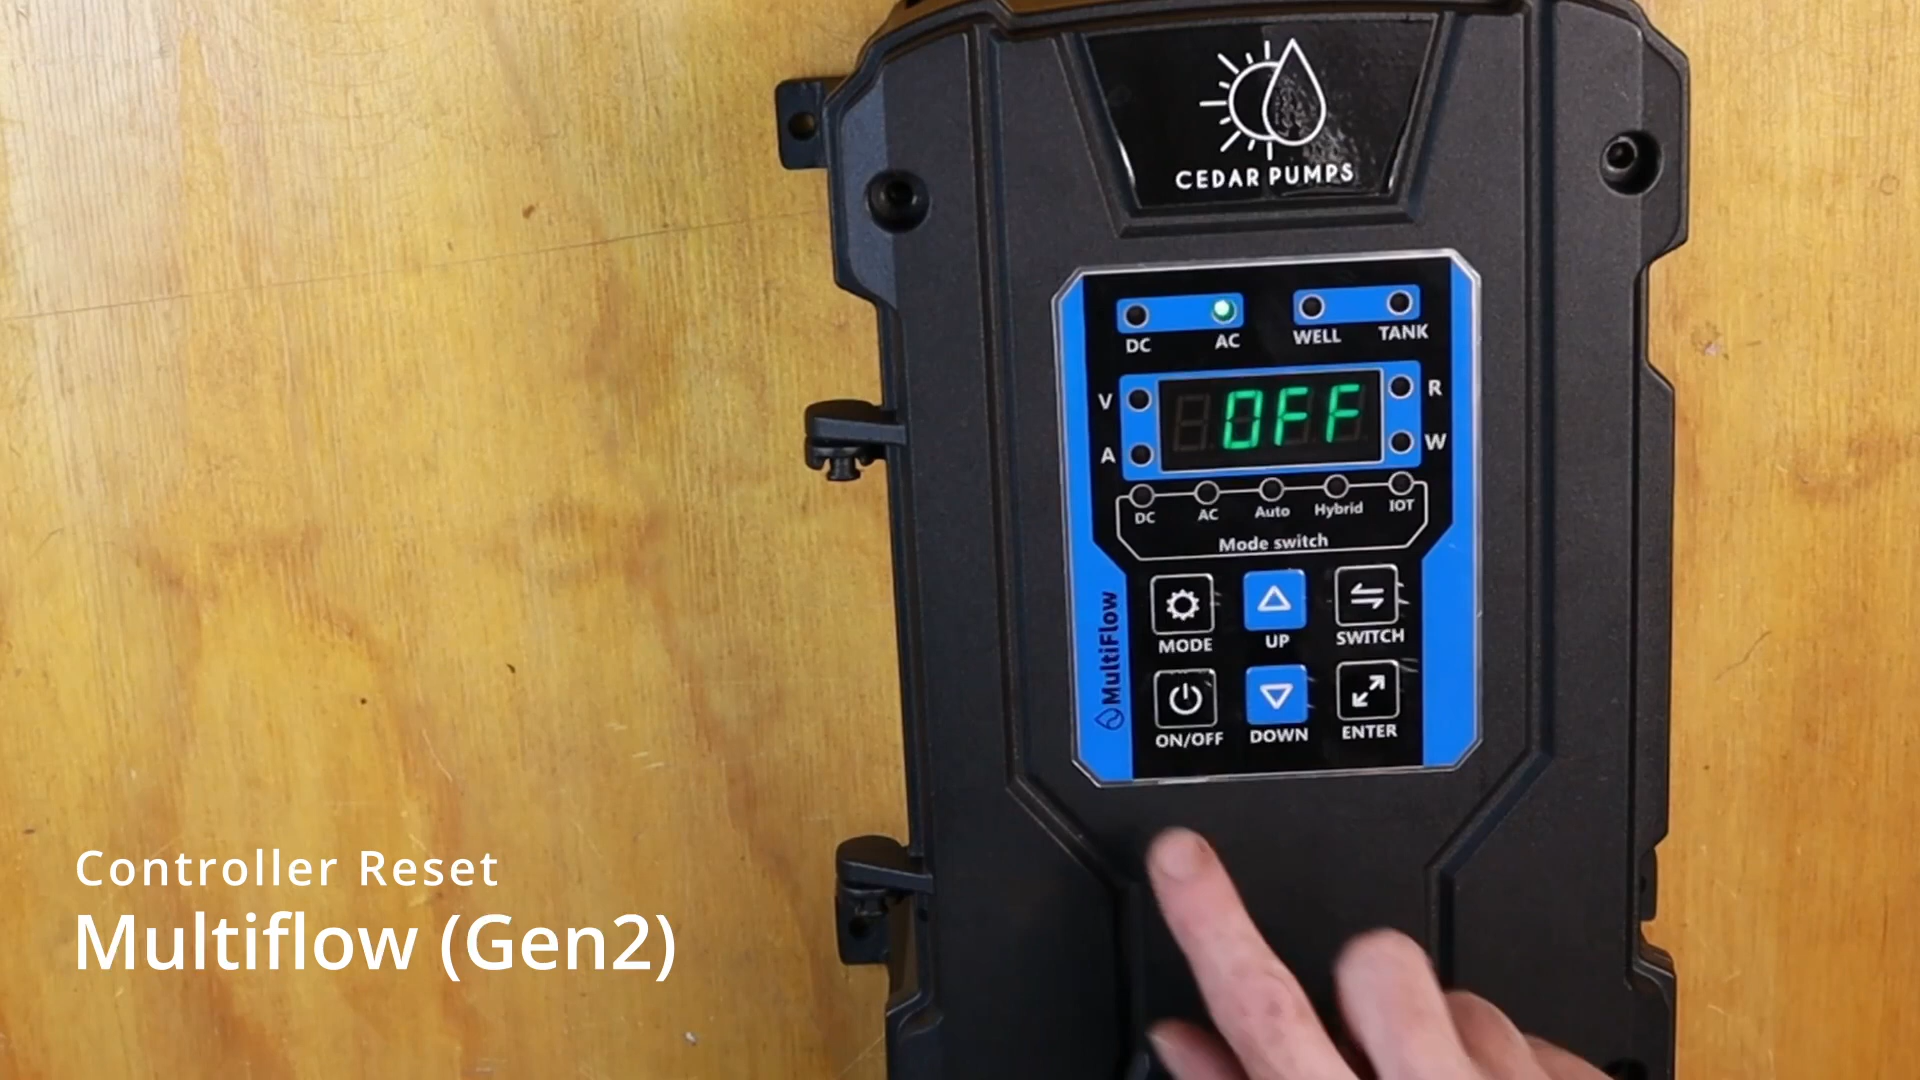 CEDAR PUMPS
DC
AC
WELL
TANK
V
A
OFF
R
W
DC
AC
Auto
Hybrid
IOT
Mode switch
MODE
UP
SWITCH
ON/OFF
DOWN
ENTER
MultiFlow
Controller Reset
Multiflow (Gen2)